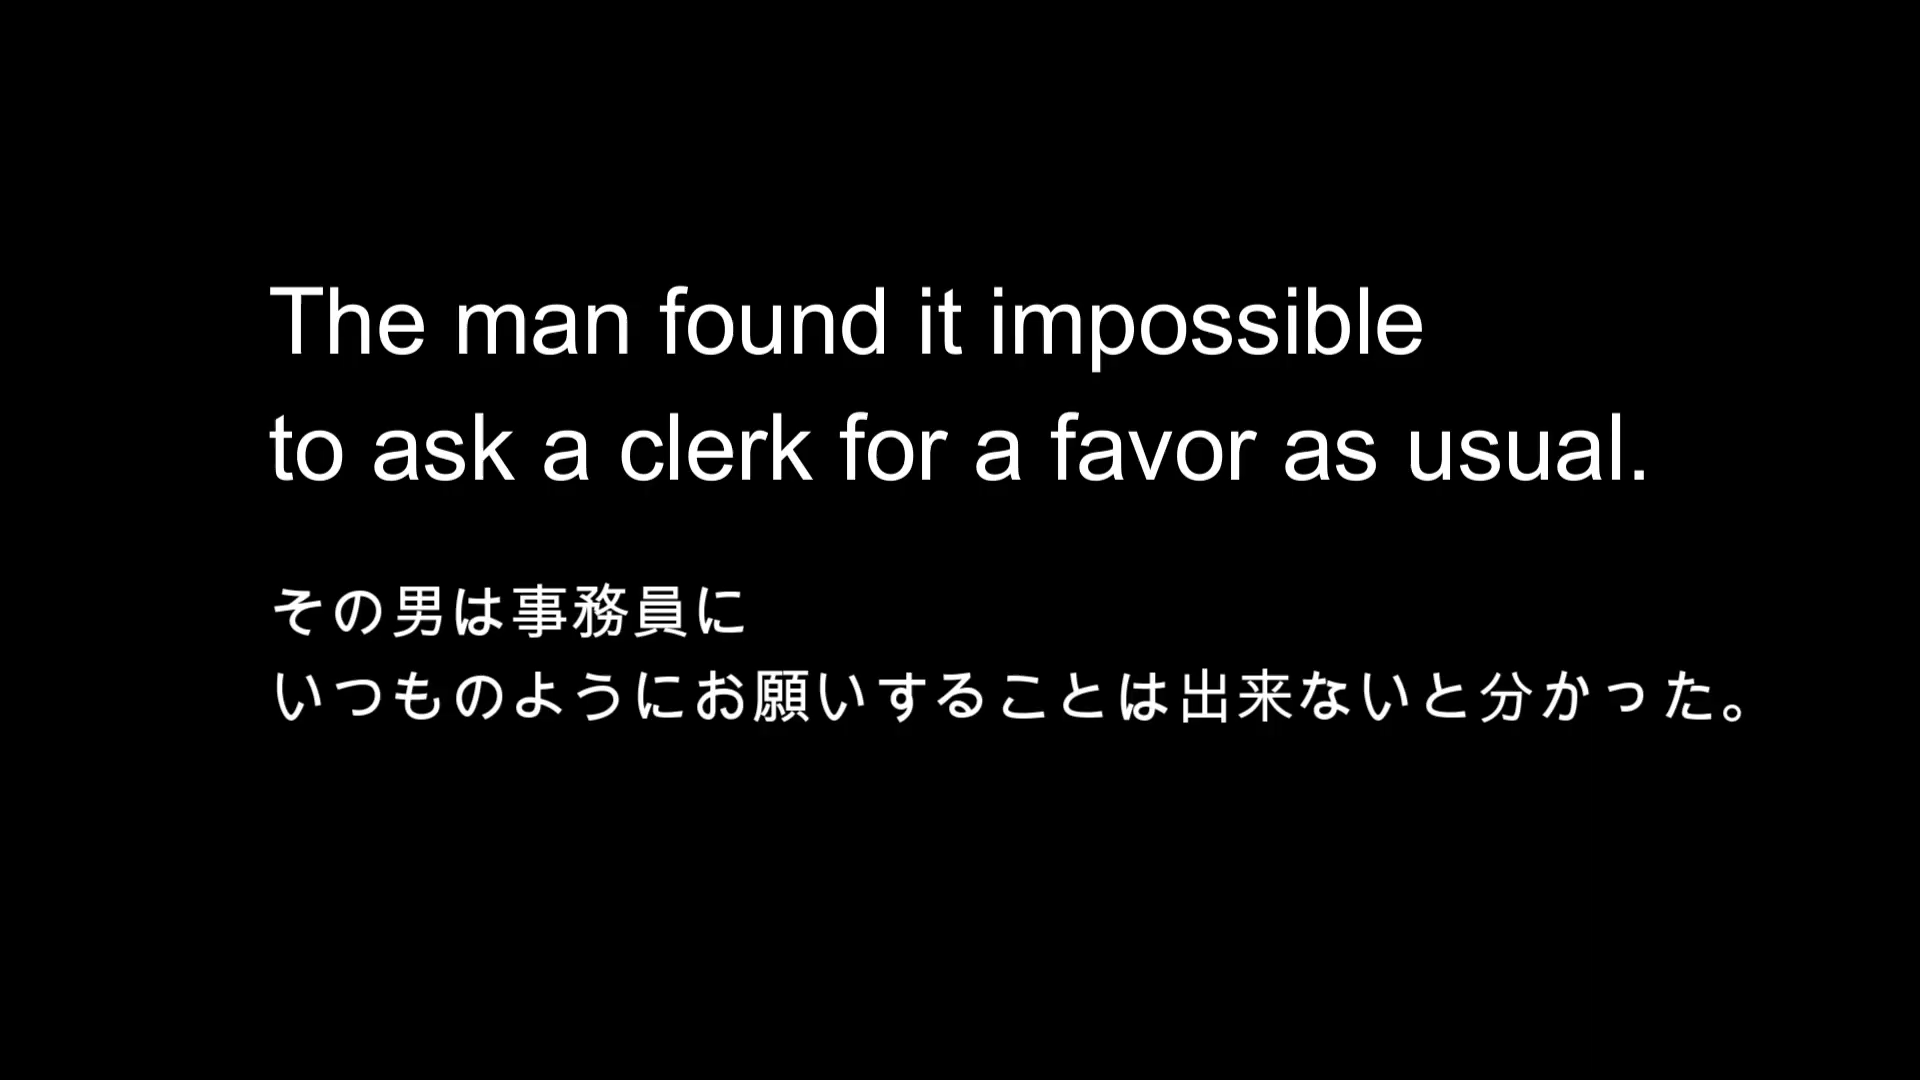 The man found it impossible
to ask a clerk for a favor as usual.
その男は事務員に
いつものようにお願いすることは出来ないと分かった。